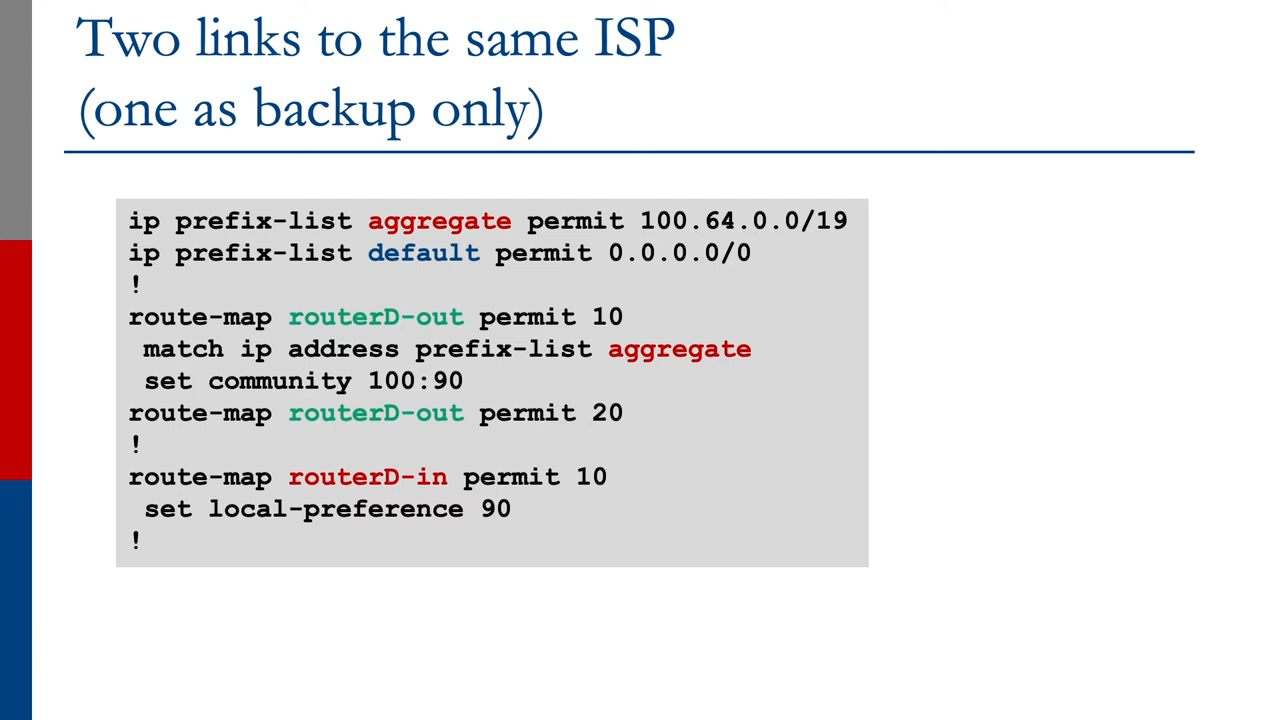 Two links to the same ISP
(one as backup only)
ip prefix-list aggregate permit 100.64.0.0/19
ip prefix-list default permit 0.0.0.0/0
!
route-map routerD-out permit 10
 match ip address prefix-list aggregate
 set community 100:90
route-map routerD-out permit 20
!
route-map routerD-in permit 10
 set local-preference 90
!